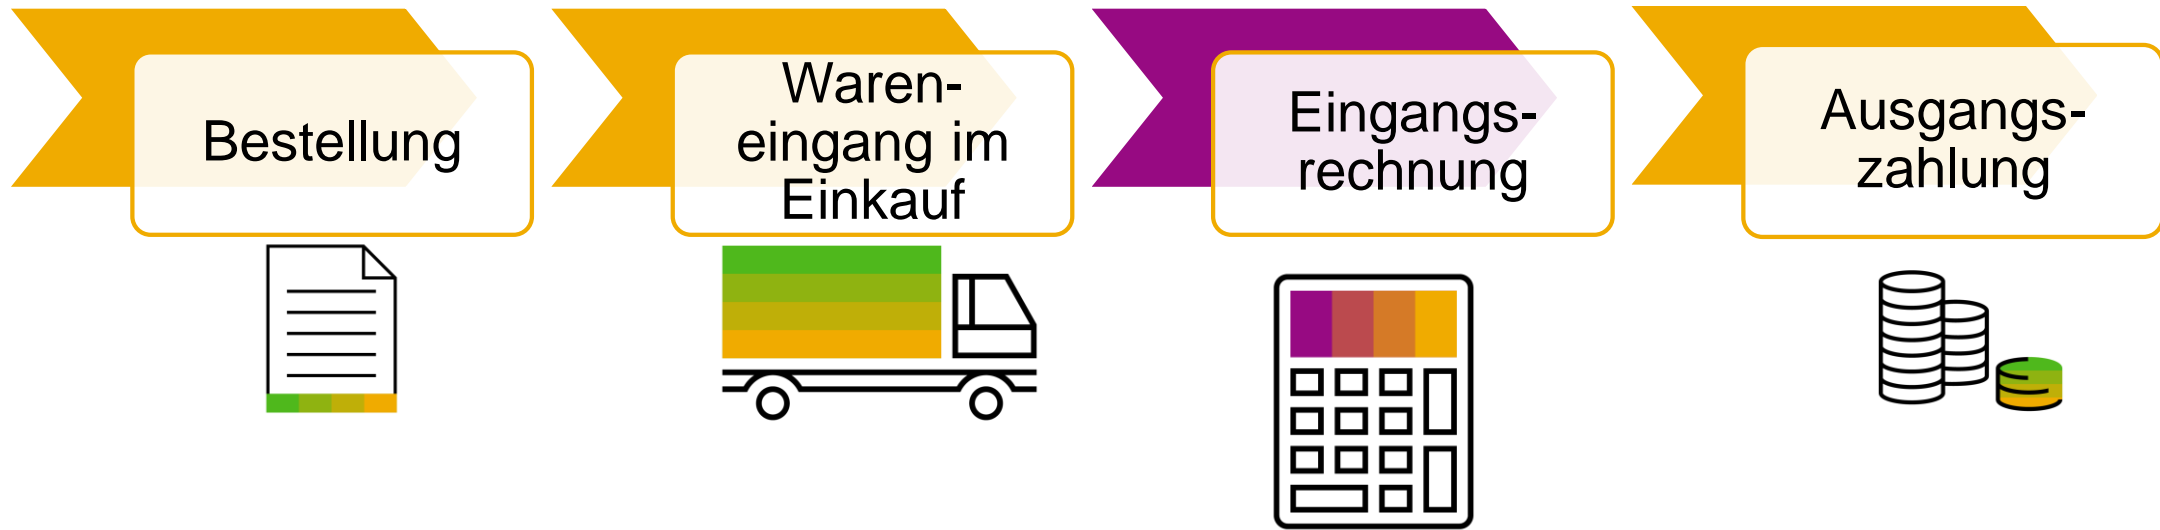 Bestellung
Waren-
eingang im
Einkauf
Eingangs-
rechnung
Ausgangs-
zahlung